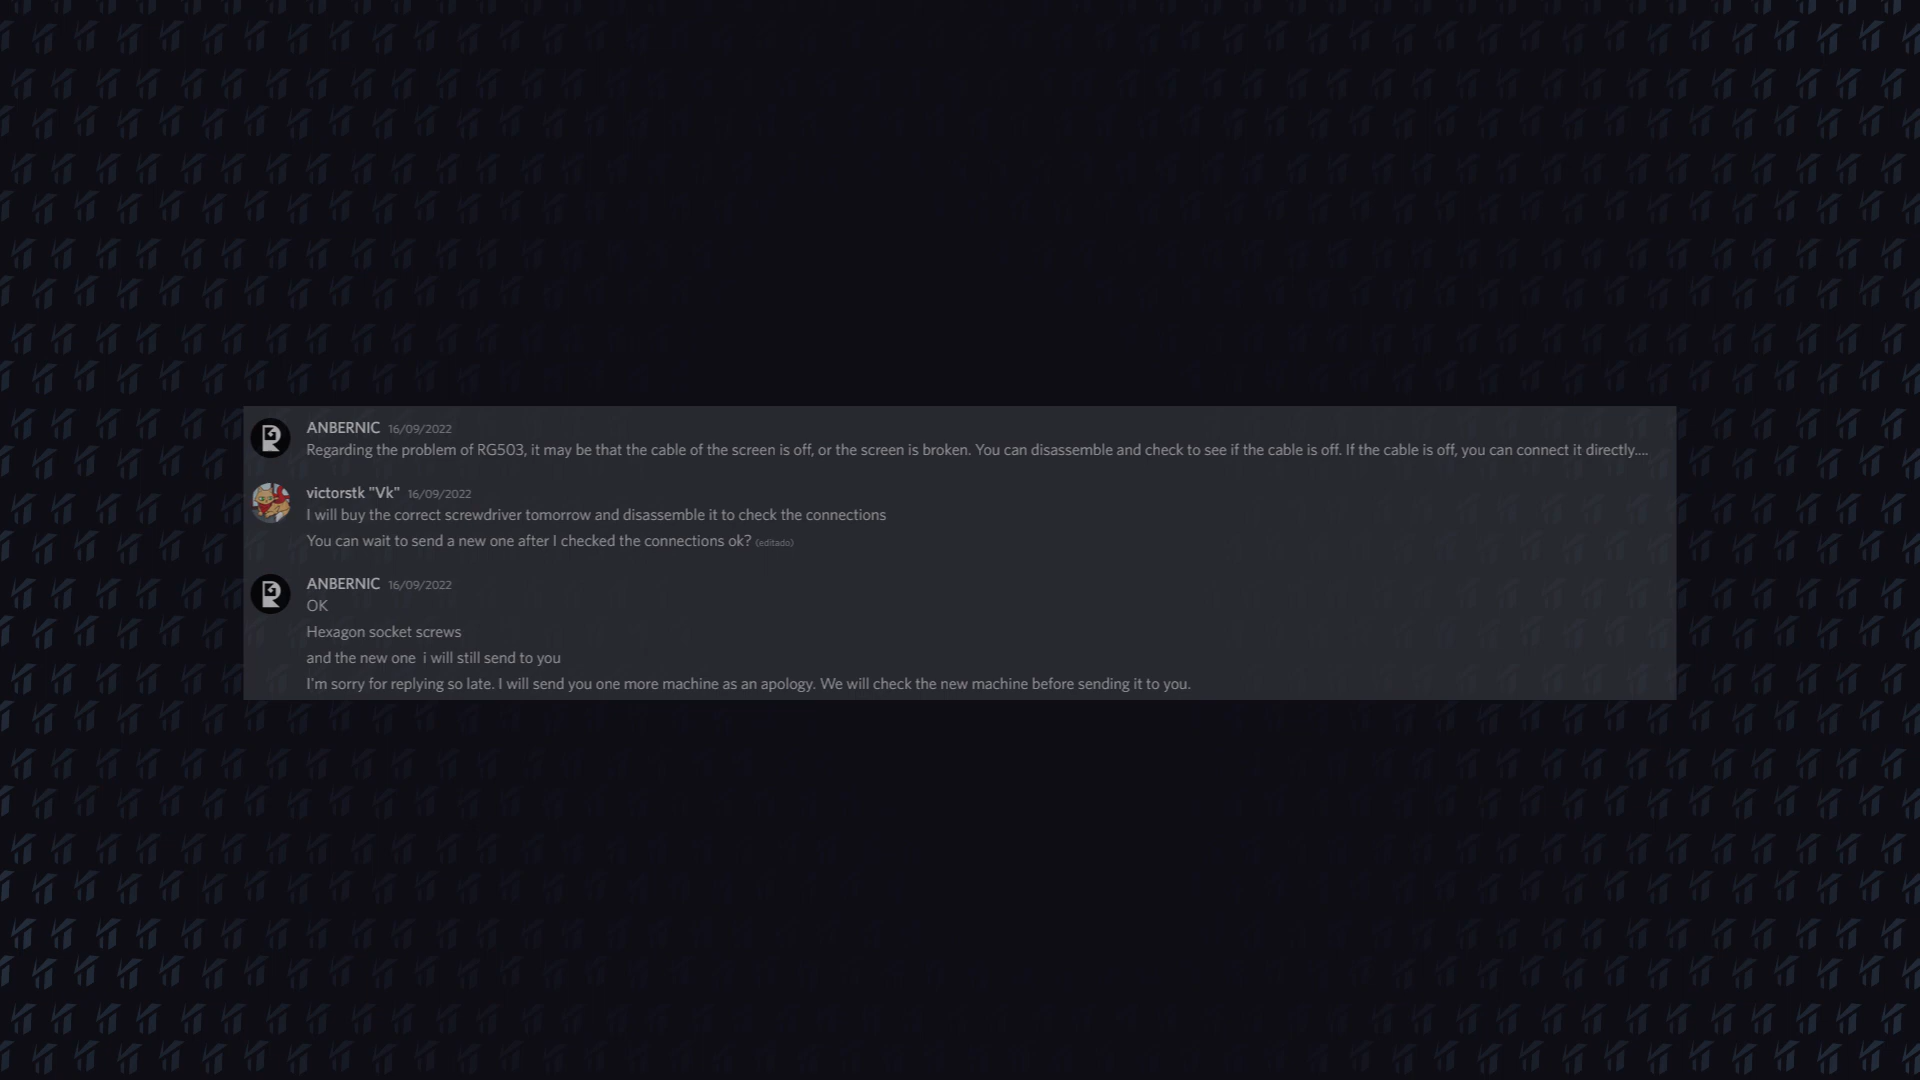 ANBERNIC 16/09/2022
Regarding the problem of RG503, it may be that the cable of the screen is off, or the screen is broken. You can disassemble and check to see if the cable is off. If the cable is off, you can connect it directly....
victorstk "Vk" 16/09/2022
I will buy the correct screwdriver tomorrow and disassemble it to check the connections
You can wait to send a new one after I checked the connections ok? (editado)
ANBERNIC 16/09/2022
OK
Hexagon socket screws
and the new one  i will still send to you
I'm sorry for replying so late. I will send you one more machine as an apology. We will check the new machine before sending it to you.